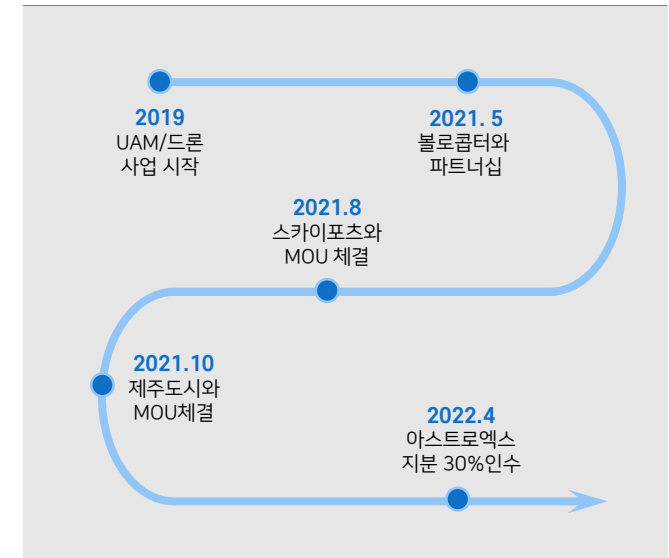 2019
UAM/드론
사업 시작
2021. 5
볼로콥터와
파트너십
2021.8
스카이포츠와
MOU 체결
2021.10
제주도시와
MOU체결
2022.4
아스트로엑스
지분 30%인수